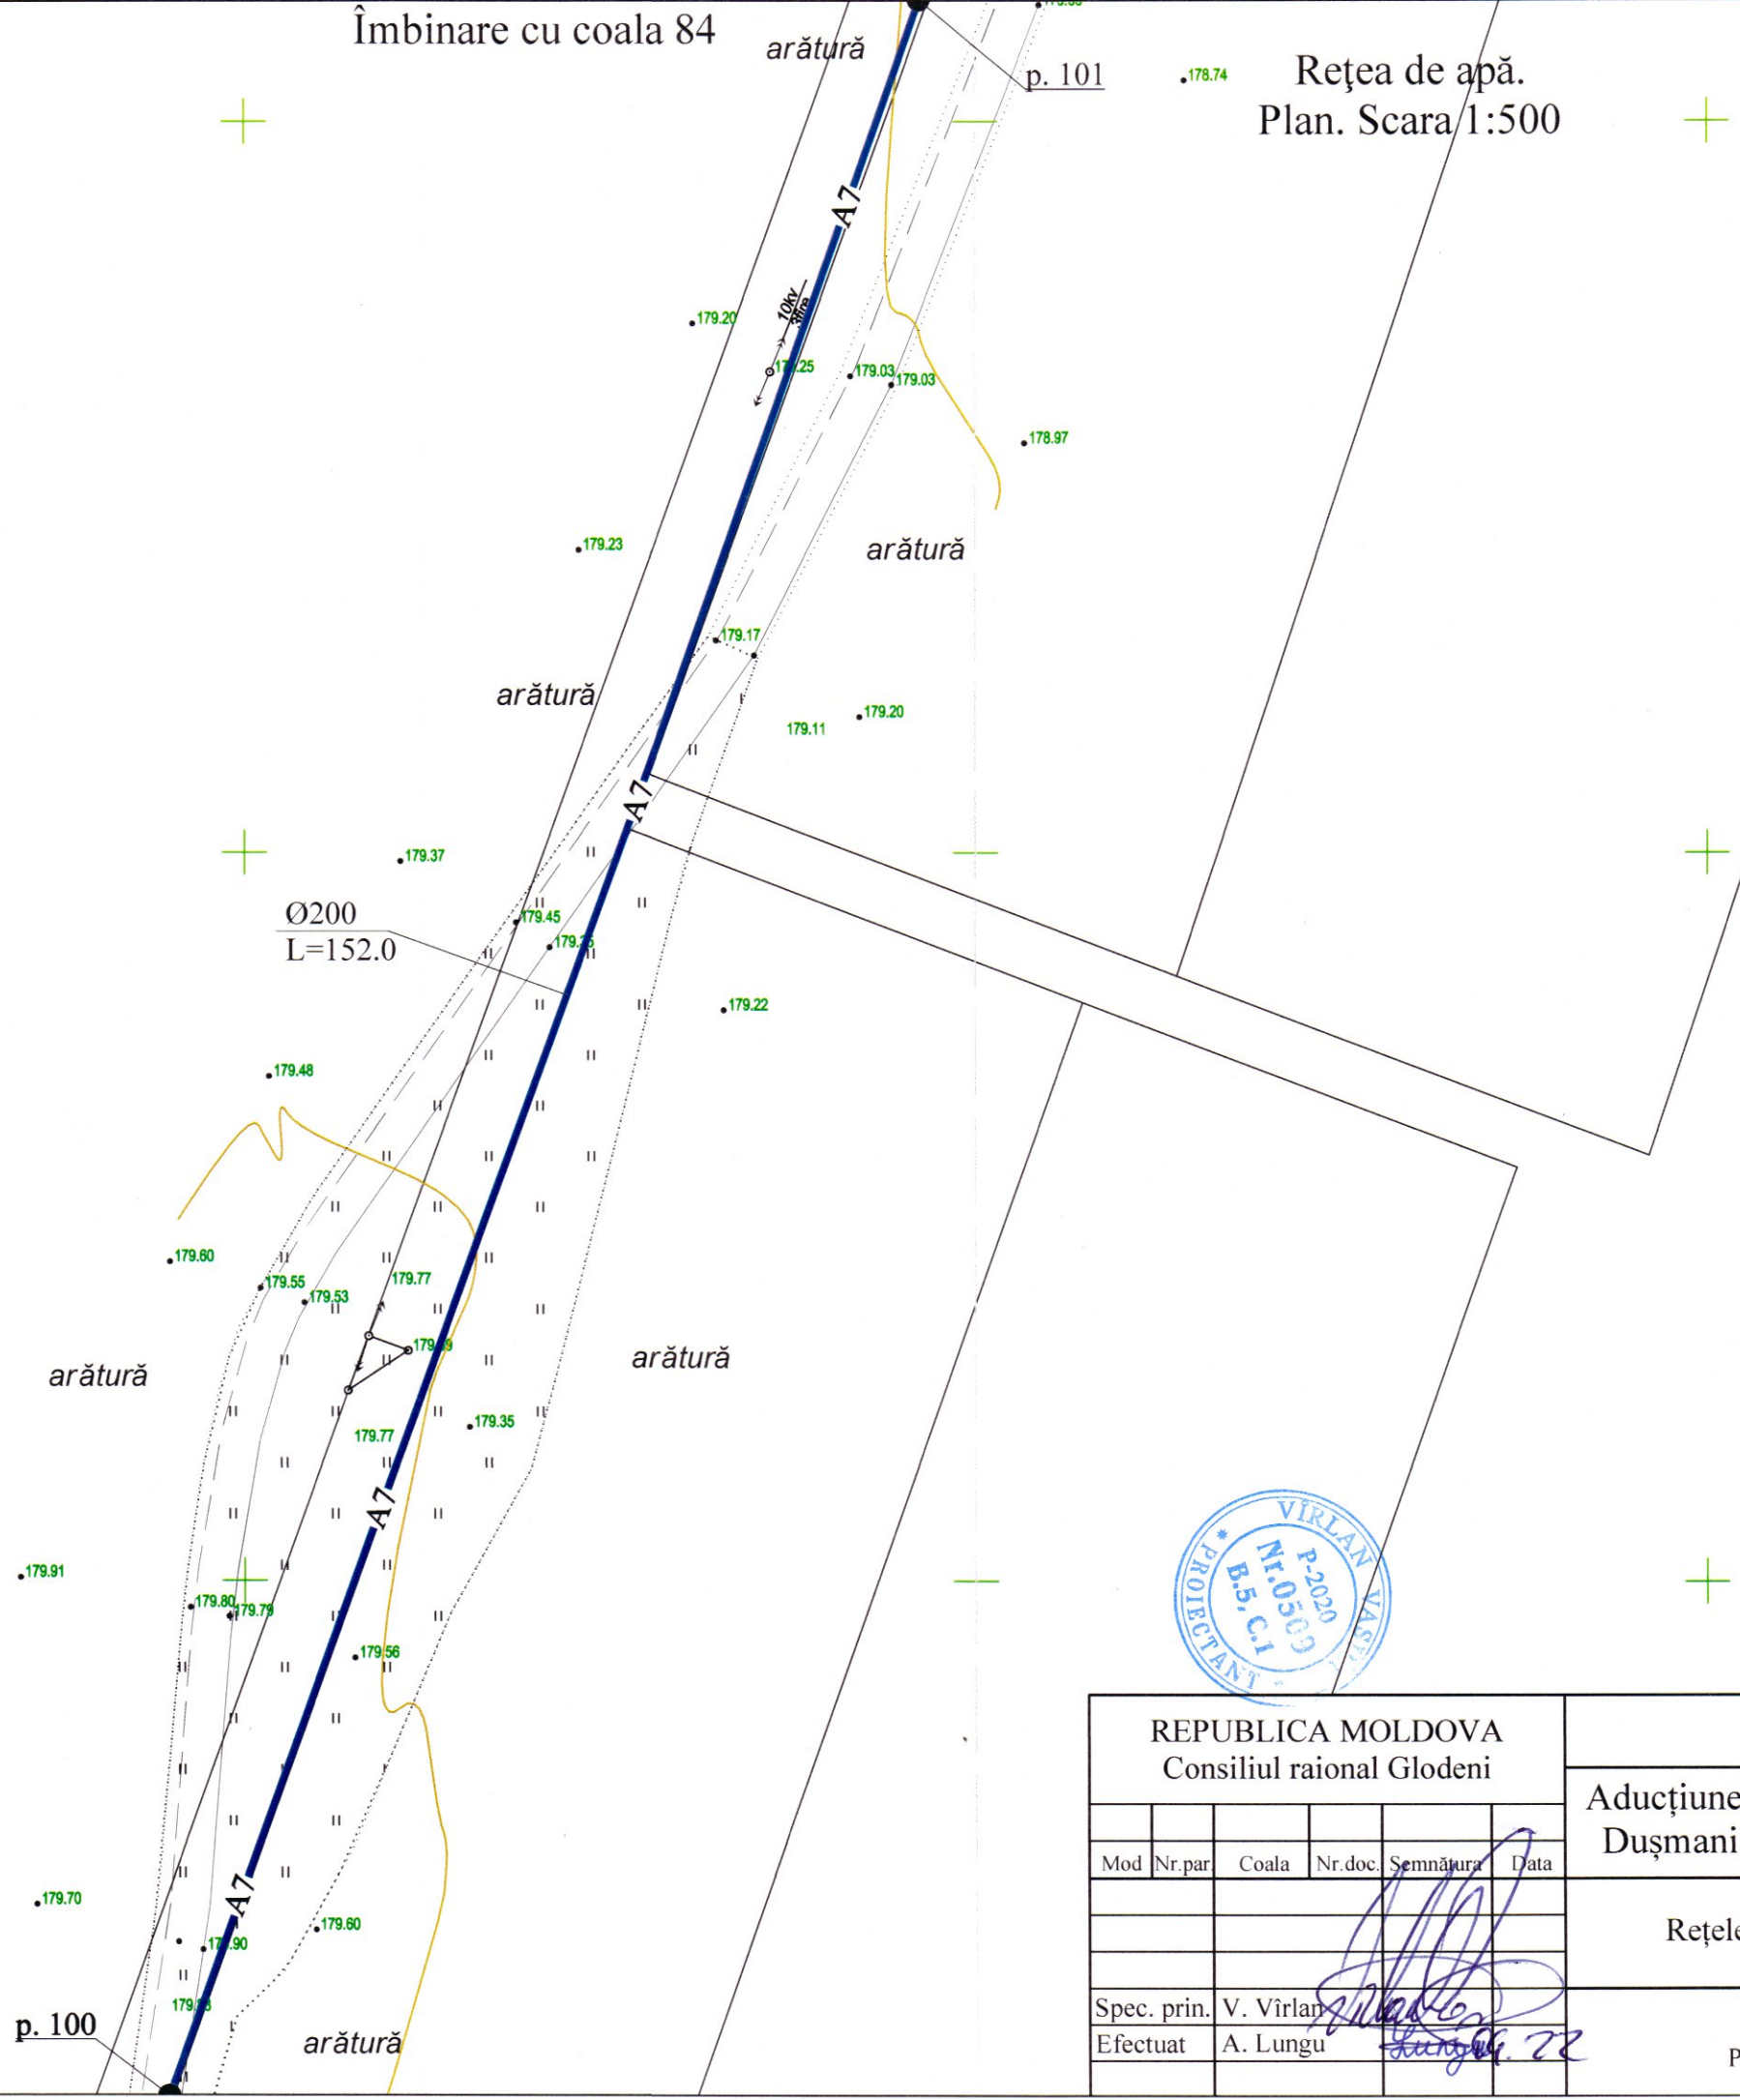 Îmbinare cu coala 84
arătură
p. 101
178.74
Rețea de apă.
Plan. Scara 1:500
A7
10kv
179.20
179.03
179.03
178.97
179.23
arătură
179.17
arătură
179.11
179.20
A7
179.37
Ø200
L=152.0
179.45
179.22
179.48
179.60
179.55
179.53
179.77
arătură
arătură
179.35
179.77
A7
179.91
179.80
179.79
179.56
VÎRLAN
PROIECTANT
P-2020
Nr.0509
B.5, C.1
REPUBLICA MOLDOVA
Consiliul raional Glodeni
Aducțiune
Dușmani
Mod Nr.par. Coala Nr.doc. Semnătura Data
A7
179.70
179.60
Spec. prin. V. Vîrlan
Efectuat A. Lungu
p. 100
arătură